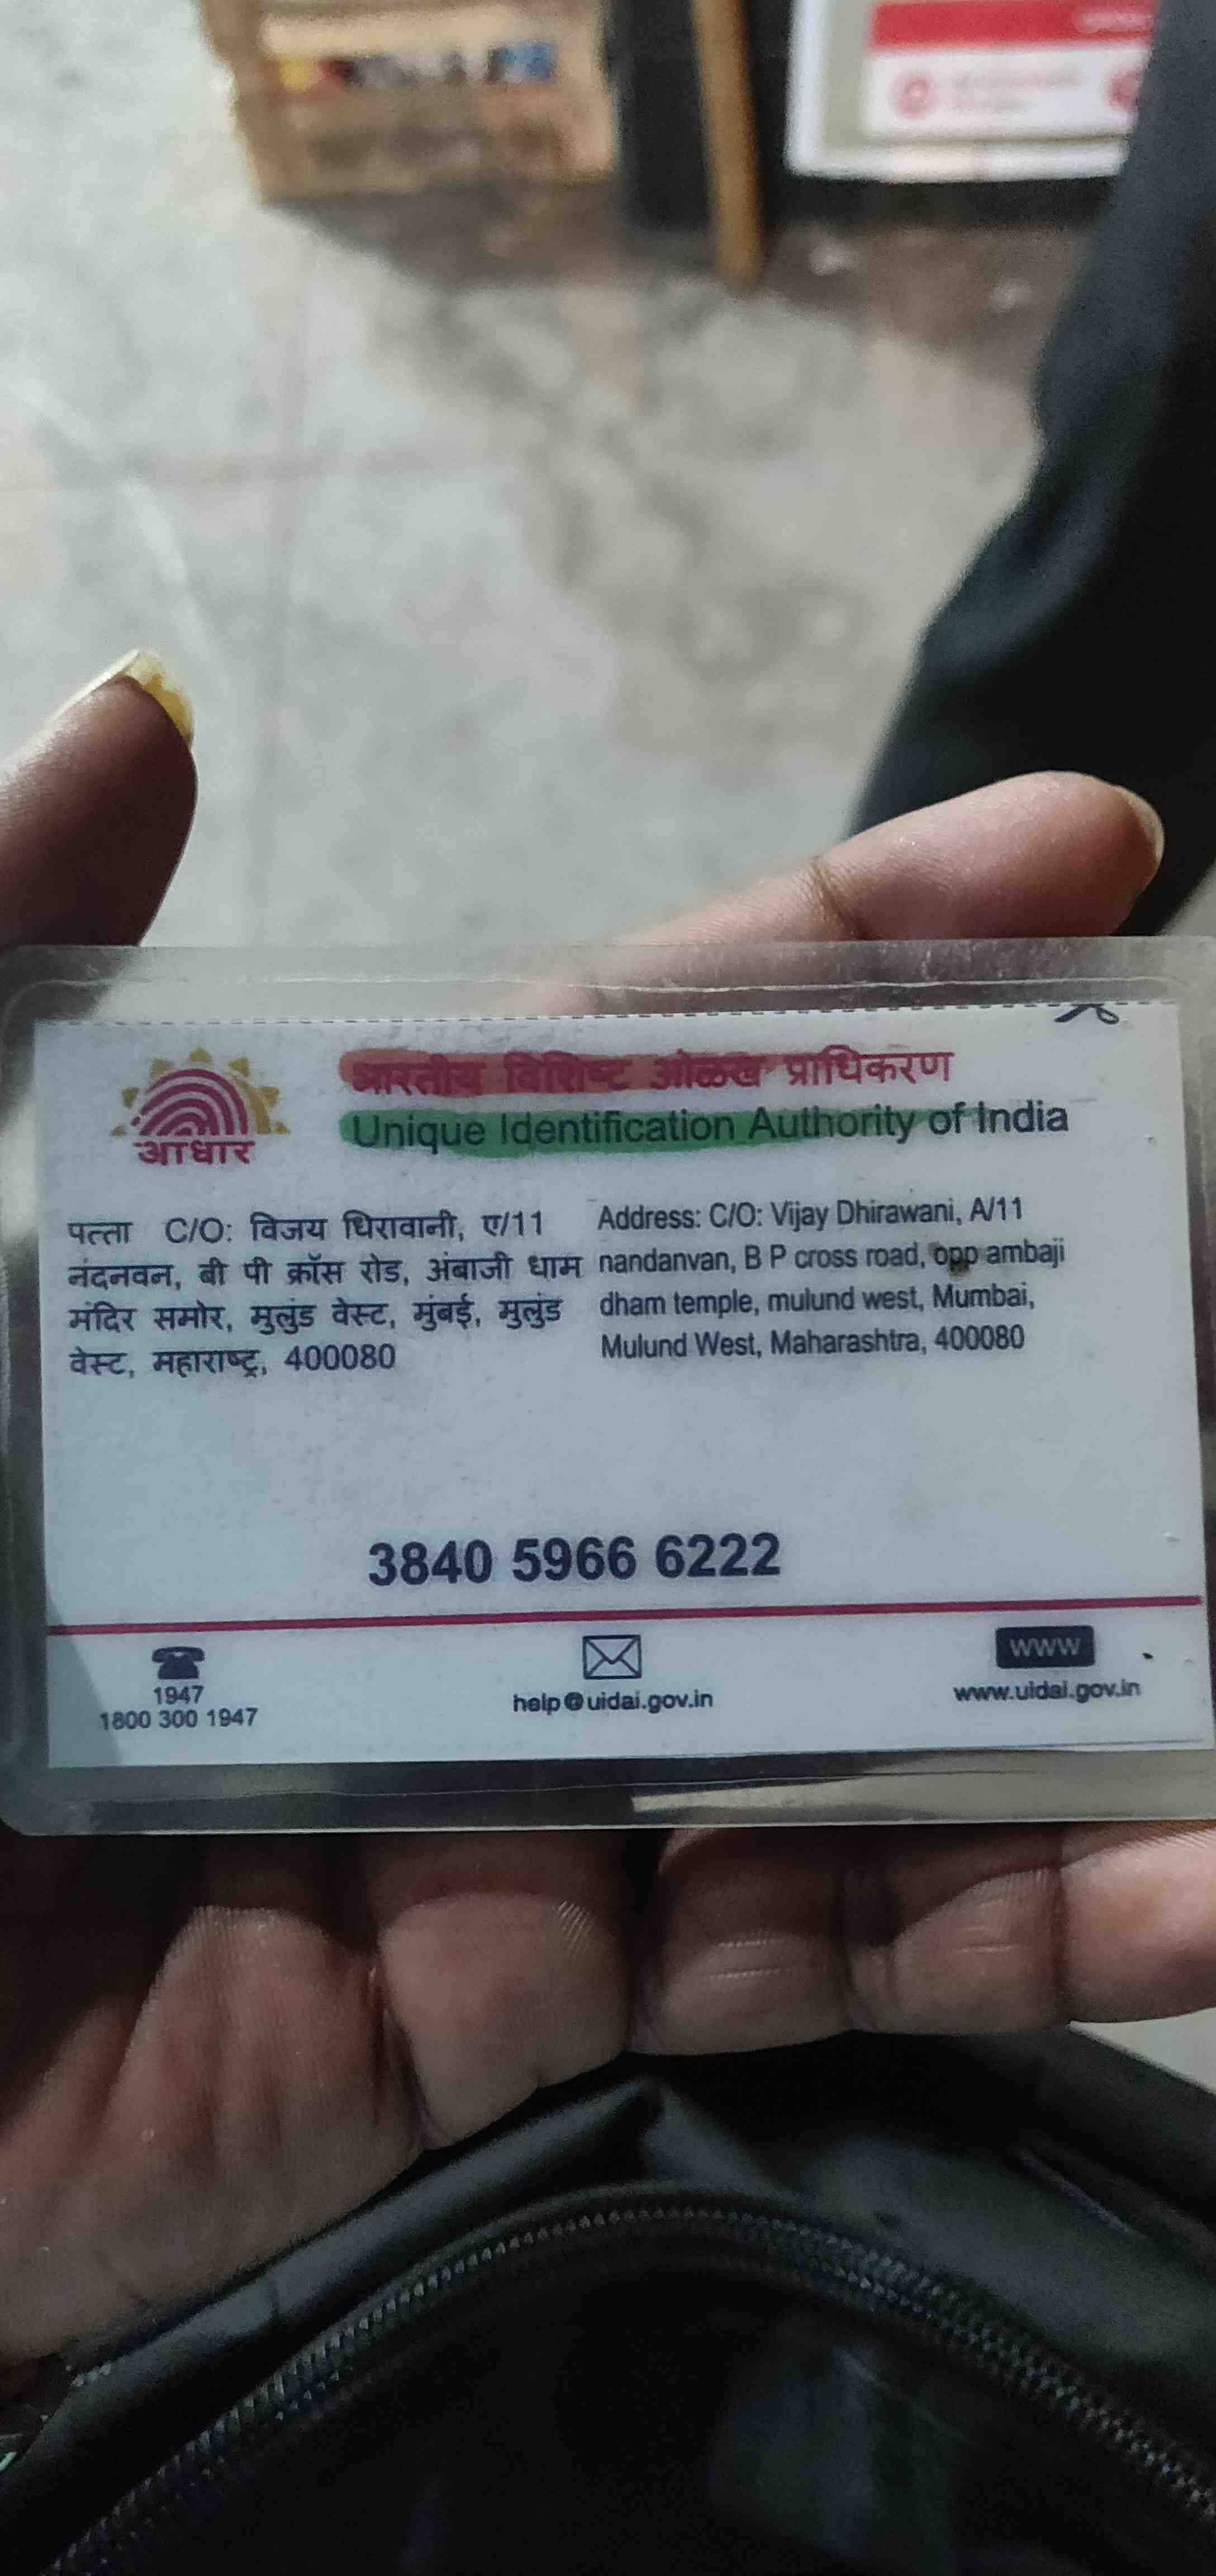 भारतीय विशिष्ट ओळख प्राधिकरण
Unique Identification Authority of India
आधार
पत्ता C/O: विजय धिरावानी, ए/11
नंदनवन, बी पी क्रॉस रोड, अंबाजी धाम
मंदिर समोर, मुलुंड वेस्ट, मुंबई, मुलुंड
वेस्ट, महाराष्ट्र, 400080
Address: C/O: Vijay Dhirawani, A/11
nandanvan, B P cross road, opp ambaji
dham temple, mulund west, Mumbai,
Mulund West, Maharashtra, 400080
3840 5966 6222
1947
1800 300 1947
help@uidai.gov.in
www
www.uidai.gov.in